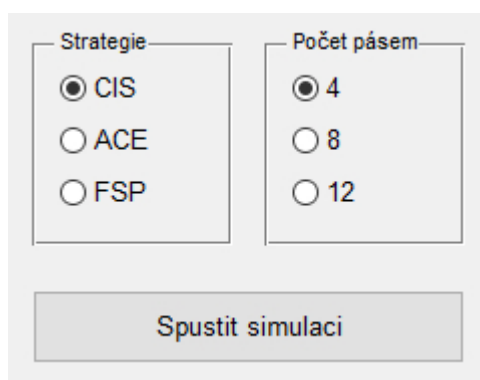 Strategie
CIS
ACE
FSP
Počet pásem
4
8
12
Spustit simulaci